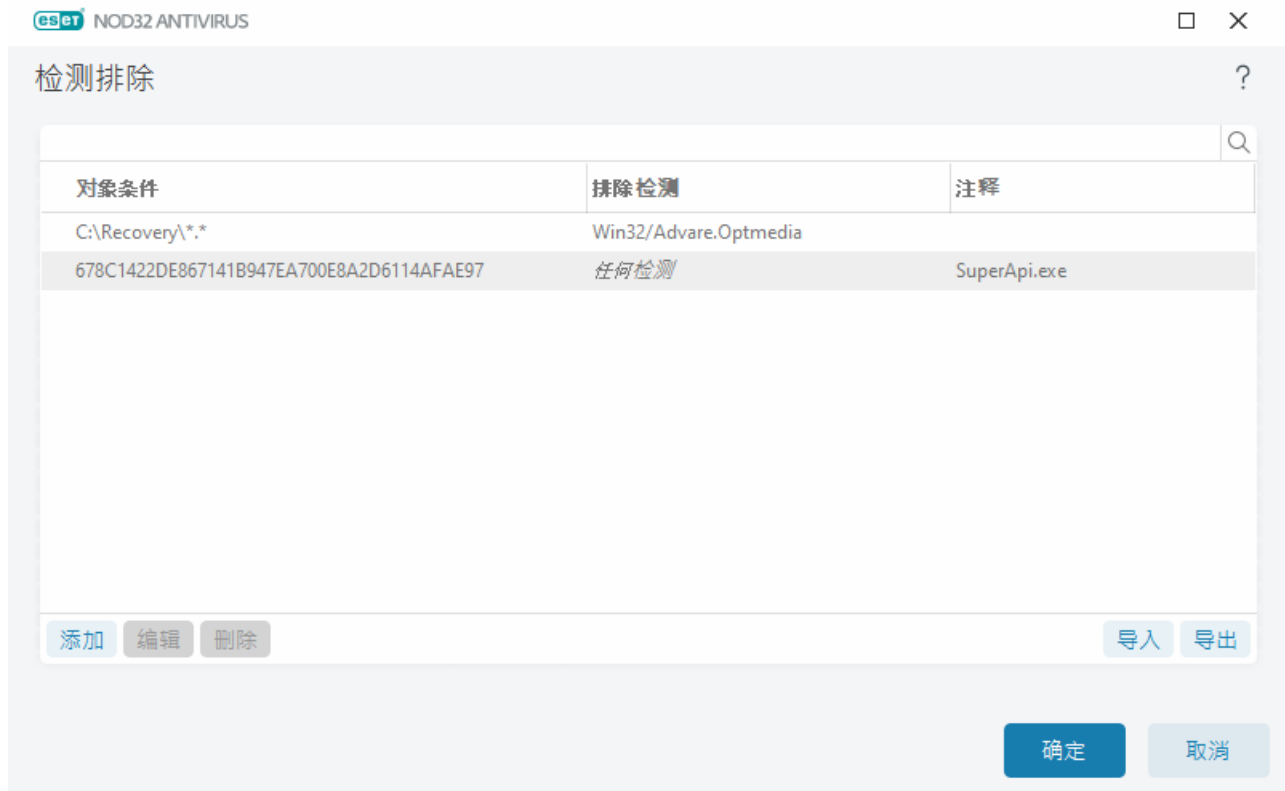 eset NOD32 ANTIVIRUS
检测排除
?
对象条件 排除检测 注释
C:\Recovery\*.* Win32/Advare.Optmedia
678C1422DE867141B947EA700E8A2D6114AFAE97 任何检测 SuperApi.exe
添加 编辑 删除 导入 导出
确定 取消